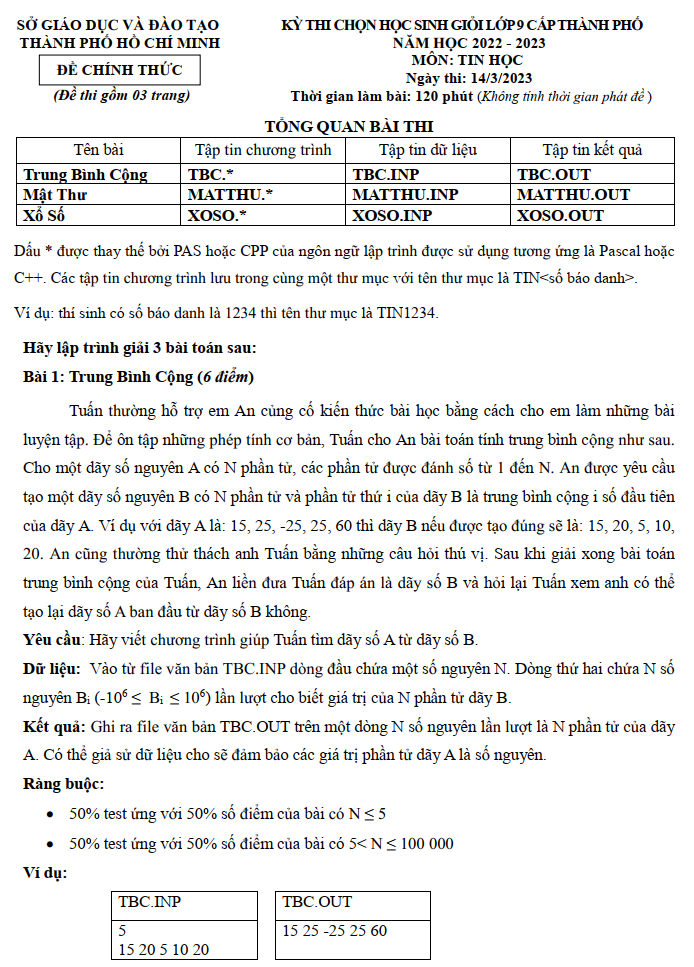 SỞ GIÁO DỤC VÀ ĐÀO TẠO
THÀNH PHỐ HỒ CHÍ MINH
ĐỀ CHÍNH THỨC
(Đề thi gồm 03 trang)
KỲ THI CHỌN HỌC SINH GIỎI LỚP 9 CẤP THÀNH PHỐ
NĂM HỌC 2022 - 2023
MÔN: TIN HỌC
Ngày thi: 14/3/2023
Thời gian làm bài: 120 phút (Không tính thời gian phát đề )
TỔNG QUAN BÀI THI
Tên bài Tập tin chương trình Tập tin dữ liệu Tập tin kết quả
Trung Bình Cộng TBC.* TBC.INP TBC.OUT
Mật Thư MATTHU.* MATTHU.INP MATTHU.OUT
Xổ Số XOSO.* XOSO.INP XOSO.OUT
Dấu * được thay thế bởi PAS hoặc CPP của ngôn ngữ lập trình được sử dụng tương ứng là Pascal hoặc
C++. Các tập tin chương trình lưu trong cùng một thư mục với tên thư mục là TIN<số báo danh>.
Ví dụ: thí sinh có số báo danh là 1234 thì tên thư mục là TIN1234.
Hãy lập trình giải 3 bài toán sau:
Bài 1: Trung Bình Cộng (6 điểm)
Tuấn thường hỗ trợ em An củng cố kiến thức bài học bằng cách cho em làm những bài
luyện tập. Để ôn tập những phép tính cơ bản, Tuấn cho An bài toán tính trung bình cộng như sau.
Cho một dãy số nguyên A có N phần tử, các phần tử được đánh số từ 1 đến N. An được yêu cầu
tạo một dãy số nguyên B có N phần tử và phần tử thứ i của dãy B là trung bình cộng i số đầu tiên
của dãy A. Ví dụ với dãy A là: 15, 25, -25, 25, 60 thì dãy B nếu được tạo đúng sẽ là: 15, 20, 5, 10,
20. An cũng thường thử thách anh Tuấn bằng những câu hỏi thú vị. Sau khi giải xong bài toán
trung bình cộng của Tuấn, An liền đưa Tuấn đáp án là dãy số B và hỏi lại Tuấn xem anh có thể
tạo lại dãy số A ban đầu từ dãy số B không.
Yêu cầu: Hãy viết chương trình giúp Tuấn tìm dãy số A từ dãy số B.
Dữ liệu: Vào từ file văn bản TBC.INP dòng đầu chứa một số nguyên N. Dòng thứ hai chứa N số
nguyên Bᵢ (-10⁶ ≤ Bᵢ ≤ 10⁶) lần lượt cho biết giá trị của N phần tử dãy B.
Kết quả: Ghi ra file văn bản TBC.OUT trên một dòng N số nguyên lần lượt là N phần tử của dãy
A. Có thể giả sử dữ liệu cho sẽ đảm bảo các giá trị phần tử dãy A là số nguyên.
Ràng buộc:
• 50% test ứng với 50% số điểm của bài có N ≤ 5
• 50% test ứng với 50% số điểm của bài có 5< N ≤ 100 000
Ví dụ:
TBC.INP TBC.OUT
5 15 25 -25 25 60
15 20 5 10 20